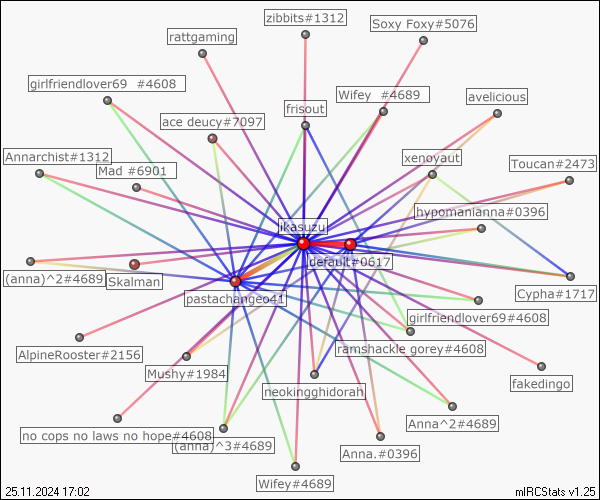 zibbits#1312
Soxy Foxy#5076
rattgaming
girlfriendlover69 #4608
Wifey #4689
avelicious
frisout
ace deucy#7097
Annarchist#1312
xenoyaut
Mad #6901
Toucan#2473
hypomanianna#0396
ikasuzu
default#0617
(anna)^2#4689
Skalman
Cypha#1717
pastachangeo41
girlfriendlover69#4608
ramshackle gorey#4608
AlpineRooster#2156
Mushy#1984
fakedingo
neokingghidorah
Anna^2#4689
no cops no laws no hope#4608
(anna)^3#4689
Anna.#0396
Wifey#4689
25.11.2024 17:02
mIRCStats v1.25